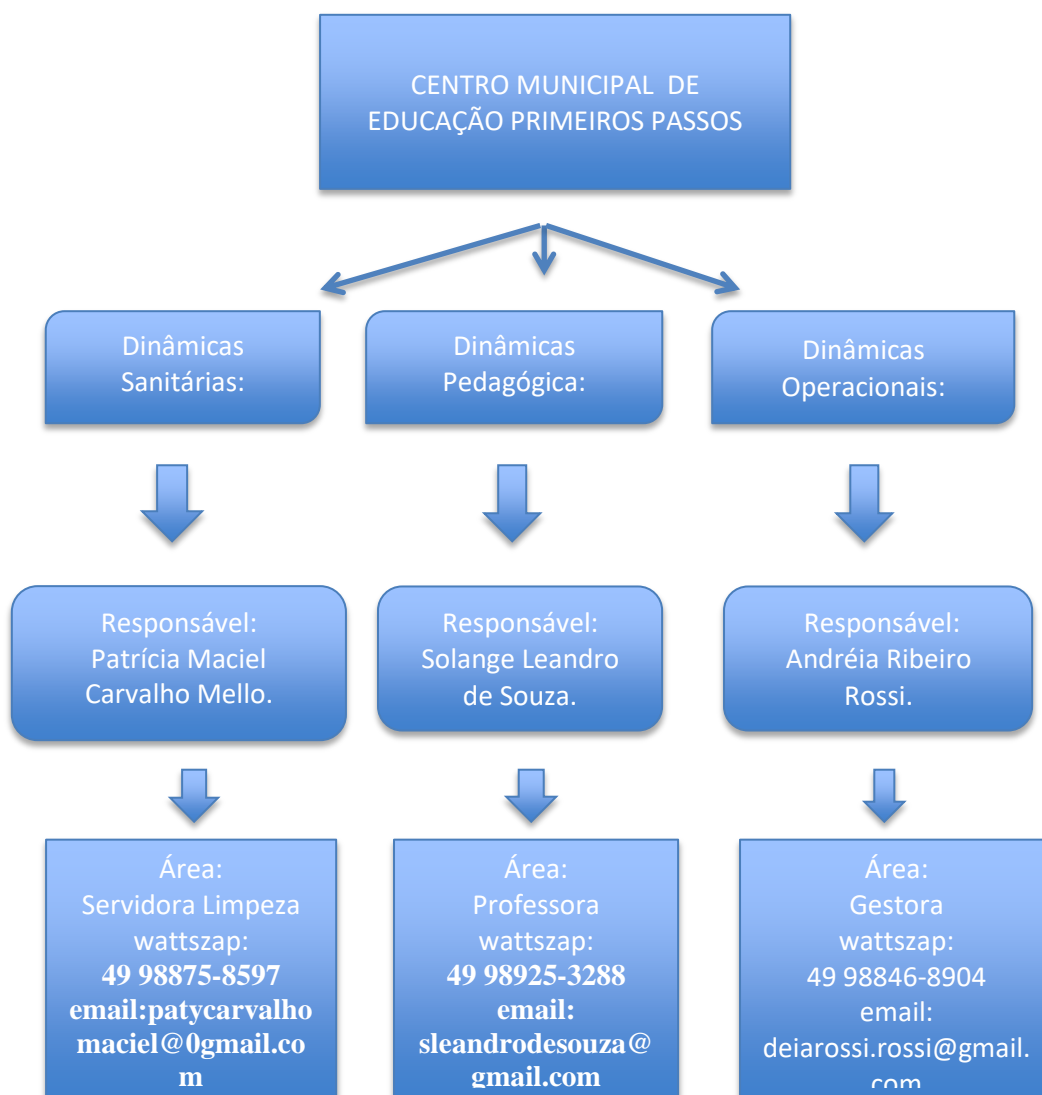 CENTRO MUNICIPAL DE
EDUCAÇÃO PRIMEIROS PASSOS
Dinâmicas
Sanitárias:
Dinâmicas
Pedagógica:
Dinâmicas
Operacionais:
Responsável:
Patrícia Maciel
Carvalho Mello.
Responsável:
Solange Leandro
de Souza.
Responsável:
Andréia Ribeiro
Rossi.
Área:
Servidora Limpeza
wattszap:
49 98875-8597
email:patycarvalho
maciel@0gmail.co
m
Área:
Professora
wattszap:
49 98925-3288
email:
sleandrodesouza@
gmail.com
Área:
Gestora
wattszap:
49 98846-8904
email:
deiarossi.rossi@gmail.
com